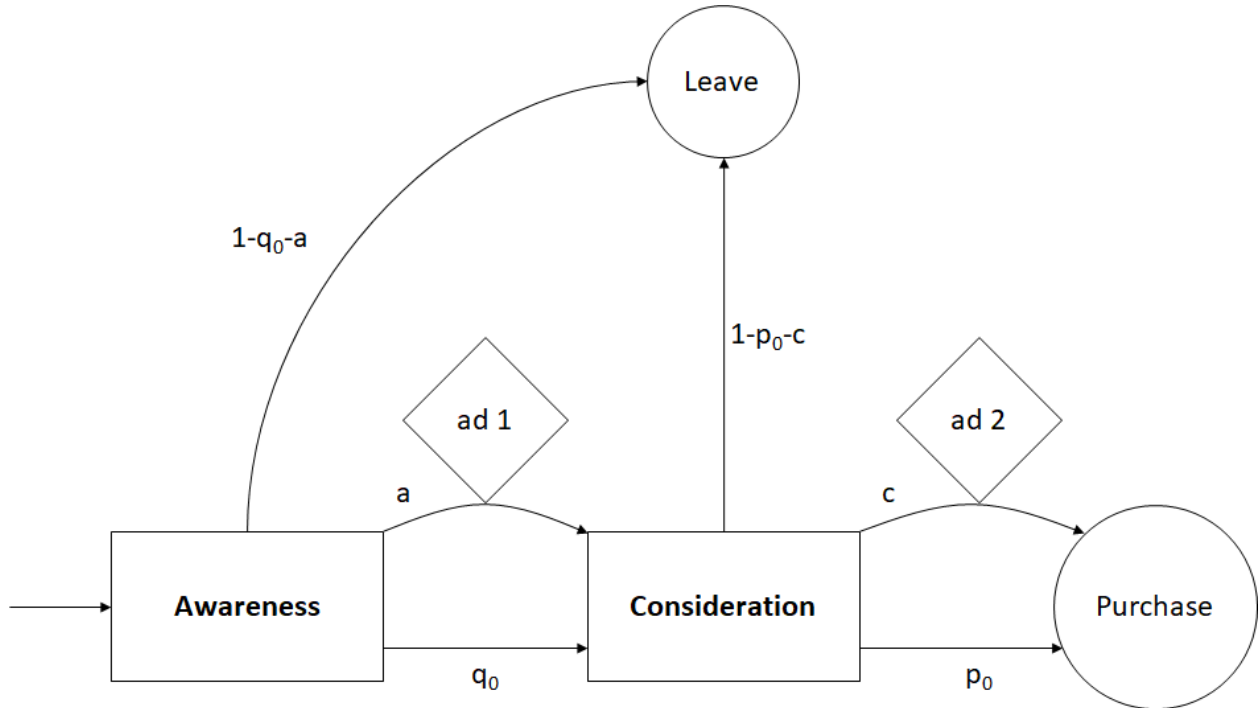 Leave
1-q₀-a
1-p₀-c
ad 1
ad 2
a
c
Awareness
Consideration
Purchase
q₀
p₀